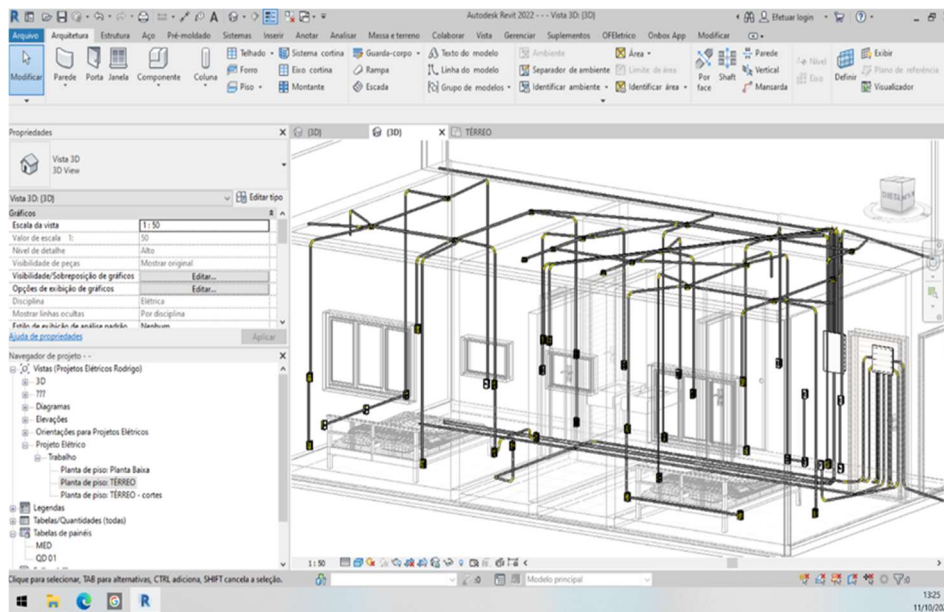 Autodesk Revit 2022 - - - Vista 3D: {3D}
Efetuar login
Arquivo Arquitetura Estrutura Aço Pré-moldado Sistemas Inserir Anotar Analisar Massa e terreno Colaborar Vista Gerenciar Suplementos OFElétrico Onbox App Modificar
Modificar
Parede
Porta
Janela
Componente
Coluna
Telhado
Forro
Piso
Sistema cortina
Eixo cortina
Montante
Guarda-corpo
Rampa
Escada
Texto do modelo
Linha do modelo
Grupo de modelos
Ambiente
Separador de ambiente
Identificar ambiente
Área
Limite de área
Identificar área
Por face
Shaft
Parede
Vertical
Mansarda
Nível
Eixo
Definir
Exibir
Plano de referência
Visualizador
Propriedades
{3D}
{3D}
TÉRREO
Vista 3D
3D View
Vista 3D: {3D}
Editar tipo
Gráficos
Escala da vista 1 : 50
Valor de escala 1: 50
Nível de detalhe Alto
Visibilidade de peças Mostrar original
Visibilidade/Sobreposição de gráficos Editar...
Opções de exibição de gráficos Editar...
Disciplina Elétrica
Mostrar linhas ocultas Por disciplina
Estilo de exibição de análise padrão Nenhum
Ajuda de propriedades
Aplicar
Navegador de projeto - -
Vistas (Projetos Elétricos Rodrigo)
3D
???
Diagramas
Elevações
Orientações para Projetos Elétricos
Projeto Elétrico
Trabalho
Planta de piso: Planta Baixa
Planta de piso: TÉRREO
Planta de piso: TÉRREO - cortes
Legendas
Tabelas/Quantidades (todas)
Tabelas de painéis
MED
QD 01
1 : 50
Clique para selecionar, TAB para alternativas, CTRL adiciona, SHIFT cancela a seleção.
:0
Modelo principal
:0
13:25